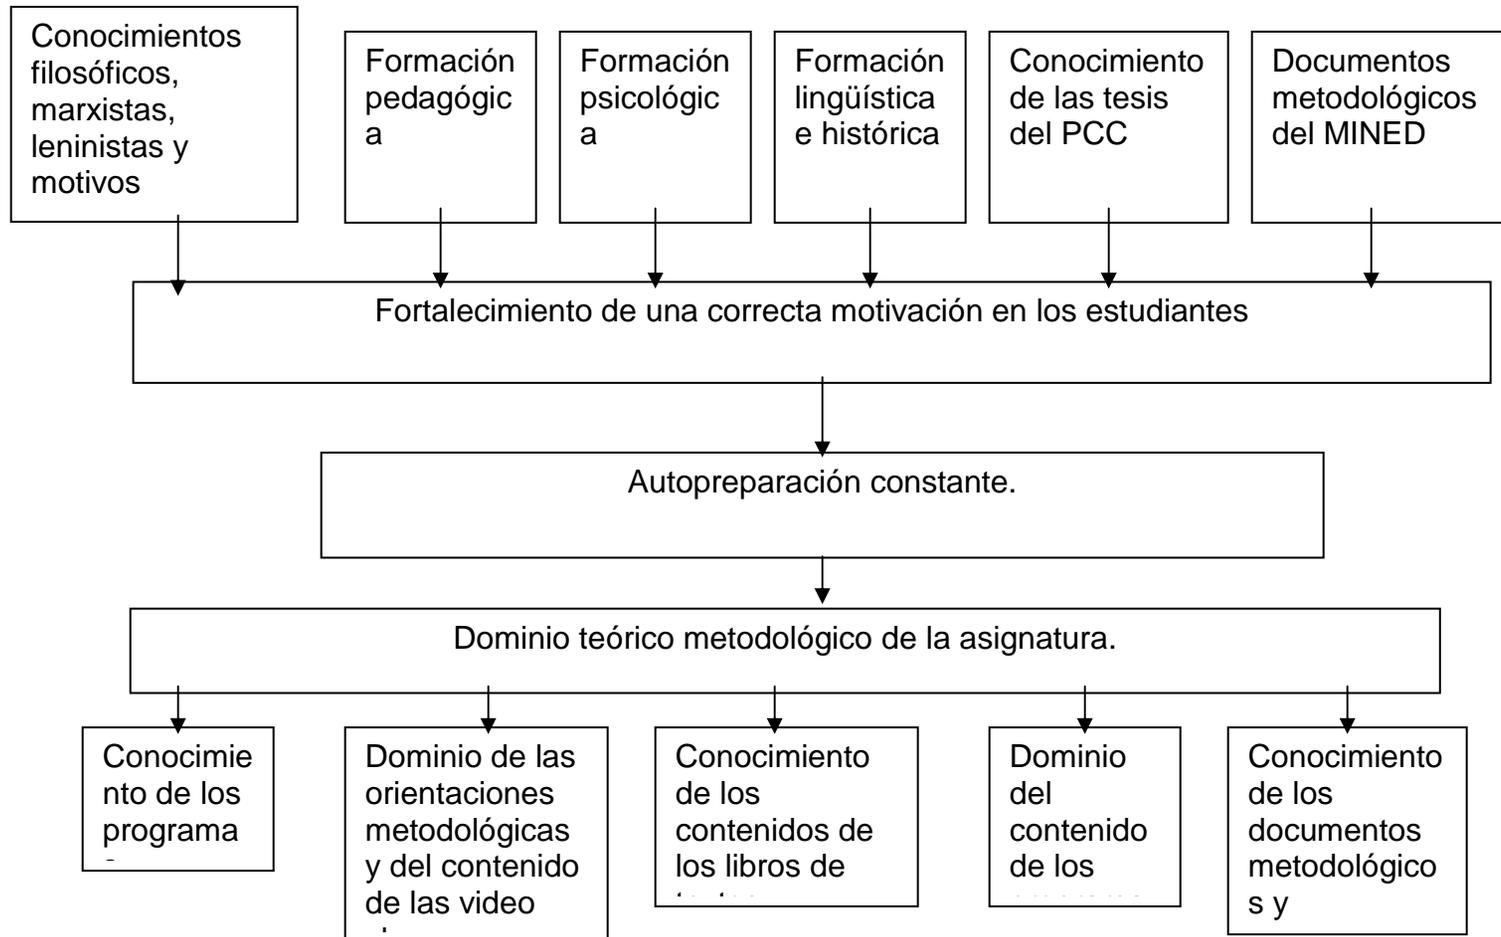 Conocimientos
filosóficos,
marxistas,
leninistas y
motivos
Formación
pedagógic
a
Formación
psicológic
a
Formación
lingüística
e histórica
Conocimiento
de las tesis
del PCC
Documentos
metodológicos
del MINED
Fortalecimiento de una correcta motivación en los estudiantes
Autopreparación constante.
Dominio teórico metodológico de la asignatura.
Conocimie
nto de los
programa
Dominio de las
orientaciones
metodológicas
y del contenido
de las video
Conocimiento
de los
contenidos de
los libros de
Dominio
del
contenido
de los
Conocimiento
de los
documentos
metodológico
s y